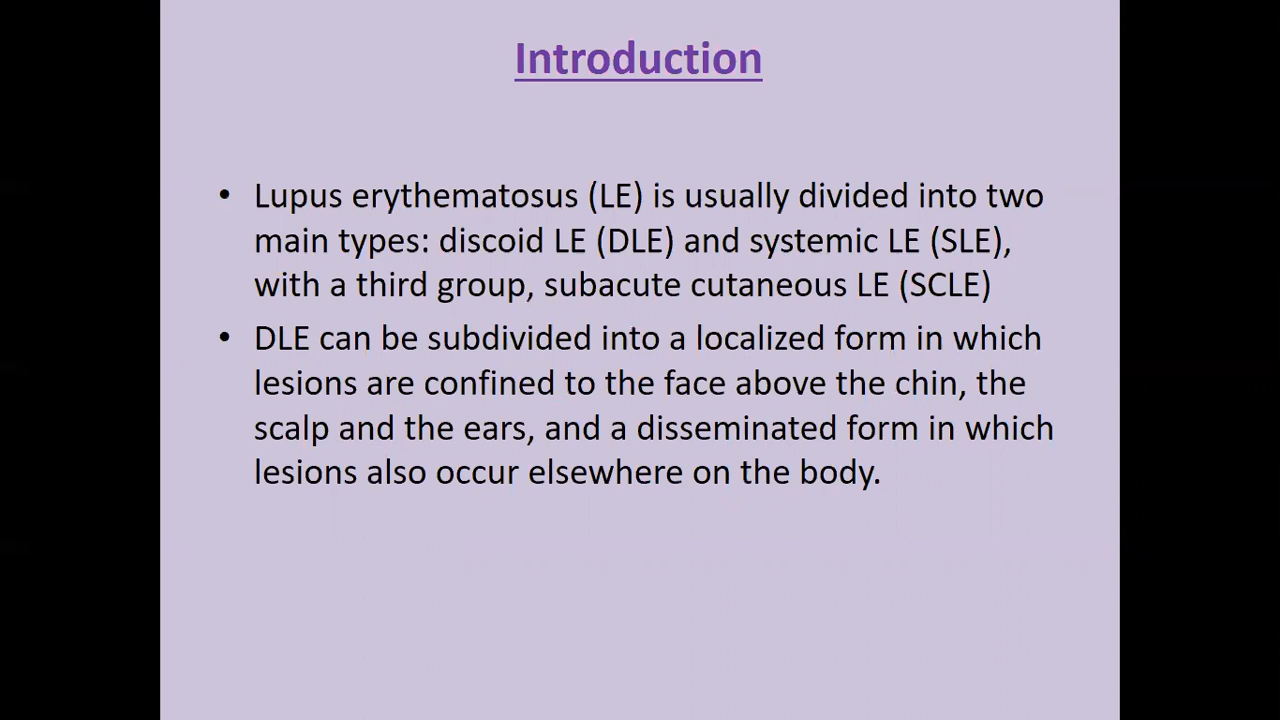 Introduction
• Lupus erythematosus (LE) is usually divided into two
main types: discoid LE (DLE) and systemic LE (SLE),
with a third group, subacute cutaneous LE (SCLE)
• DLE can be subdivided into a localized form in which
lesions are confined to the face above the chin, the
scalp and the ears, and a disseminated form in which
lesions also occur elsewhere on the body.